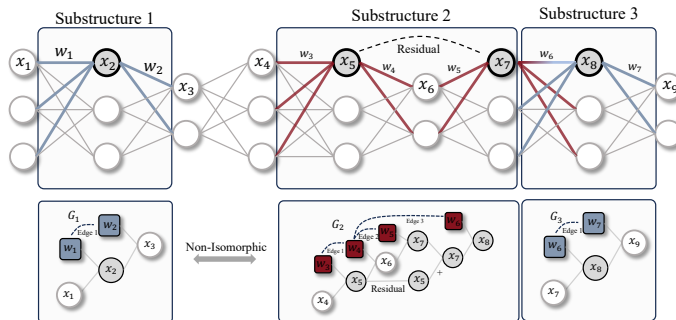 Substructure 1
Substructure 2
Substructure 3
x₁
w₁
x₂
w₂
x₃
x₄
w₃
x₅
Residual
w₄
x₆
w₅
x₇
w₆
x₈
w₇
x₉
G₁
Edge 1
w₁
w₂
x₁
x₂
x₃
Non-Isomorphic
G₂
Edge 1
Edge 2
Edge 3
w₃
w₄
w₅
w₆
x₄
x₅
x₆
x₇
Residual
x₅
+
x₇
x₈
G₃
Edge 1
w₆
w₇
x₇
x₈
x₉